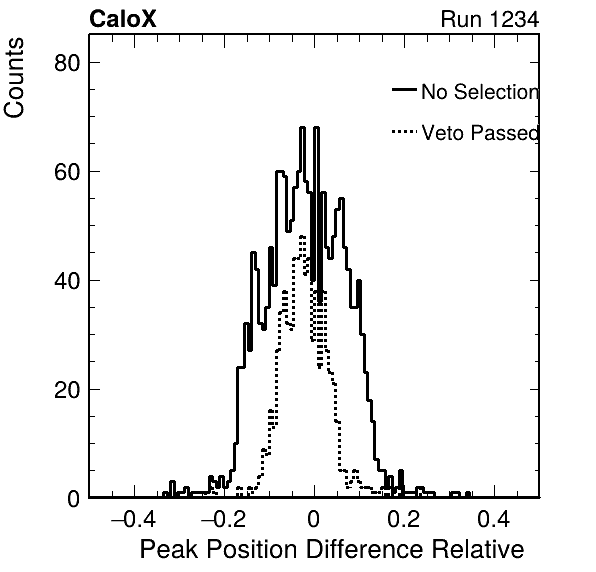 CaloX Run 1234
Counts
80
60
40
20
0
No Selection
Veto Passed
−0.4 −0.2 0 0.2 0.4
Peak Position Difference Relative